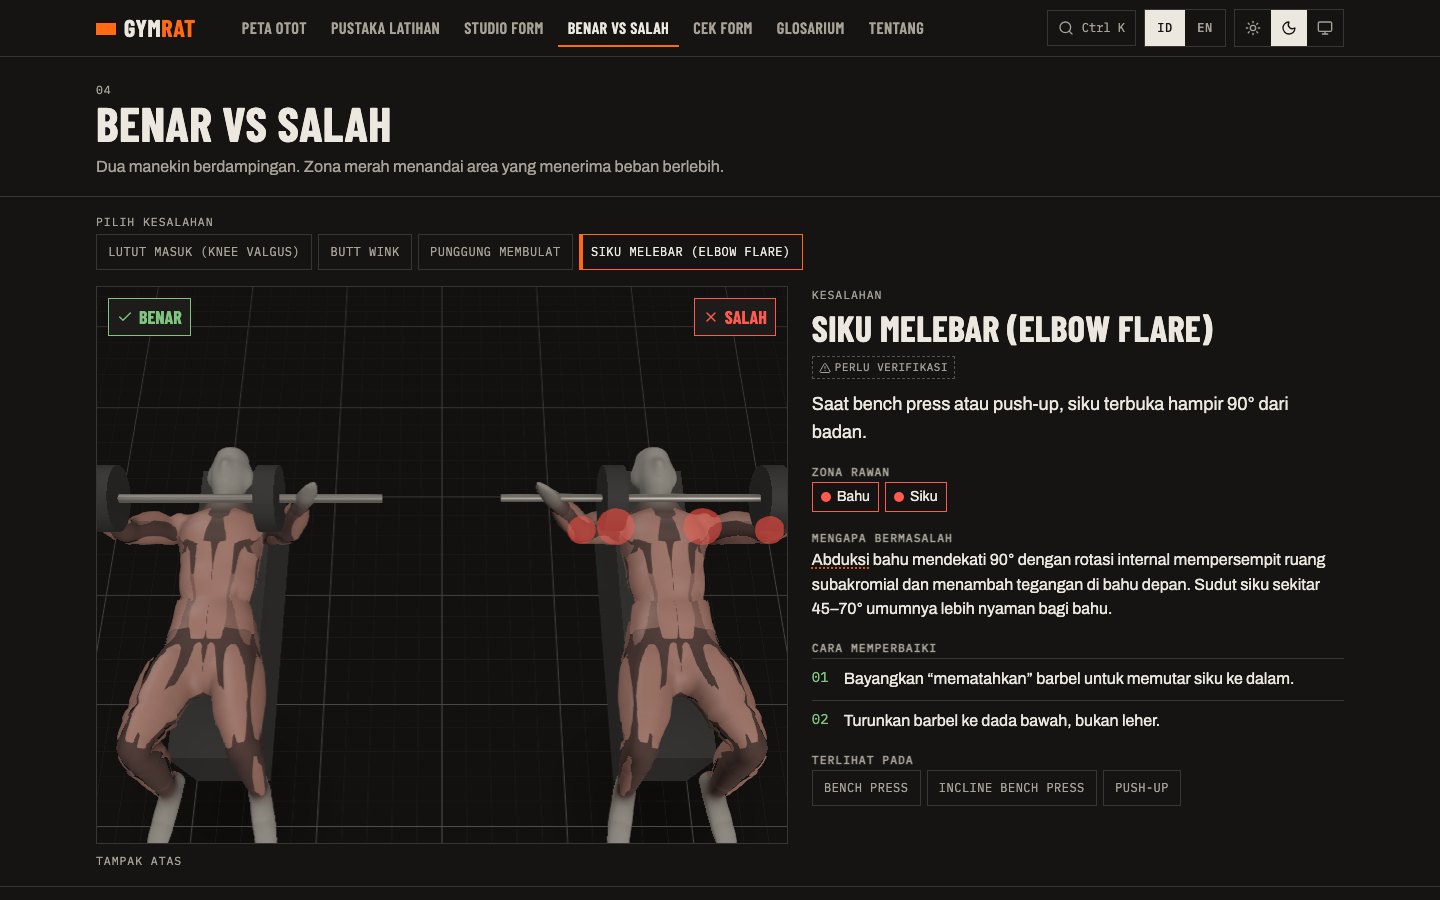 GYMRAT
PETA OTOT
PUSTAKA LATIHAN
STUDIO FORM
BENAR VS SALAH
CEK FORM
GLOSARIUM
TENTANG
Ctrl K
ID
EN
04
BENAR VS SALAH
Dua manekin berdampingan. Zona merah menandai area yang menerima beban berlebih.
PILIH KESALAHAN
LUTUT MASUK (KNEE VALGUS)
BUTT WINK
PUNGGUNG MEMBULAT
SIKU MELEBAR (ELBOW FLARE)
BENAR
SALAH
TAMPAK ATAS
KESALAHAN
SIKU MELEBAR (ELBOW FLARE)
PERLU VERIFIKASI
Saat bench press atau push-up, siku terbuka hampir 90° dari
badan.
ZONA RAWAN
Bahu
Siku
MENGAPA BERMASALAH
Abduksi bahu mendekati 90° dengan rotasi internal mempersempit ruang
subakromial dan menambah tegangan di bahu depan. Sudut siku sekitar
45–70° umumnya lebih nyaman bagi bahu.
CARA MEMPERBAIKI
01 Bayangkan “mematahkan” barbel untuk memutar siku ke dalam.
02 Turunkan barbel ke dada bawah, bukan leher.
TERLIHAT PADA
BENCH PRESS
INCLINE BENCH PRESS
PUSH-UP